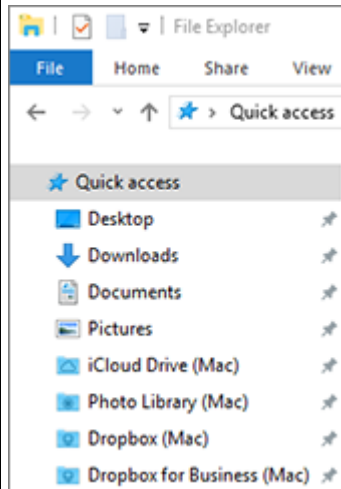 File Explorer
File Home Share View
Quick access
Quick access
Desktop
Downloads
Documents
Pictures
iCloud Drive (Mac)
Photo Library (Mac)
Dropbox (Mac)
Dropbox for Business (Mac)